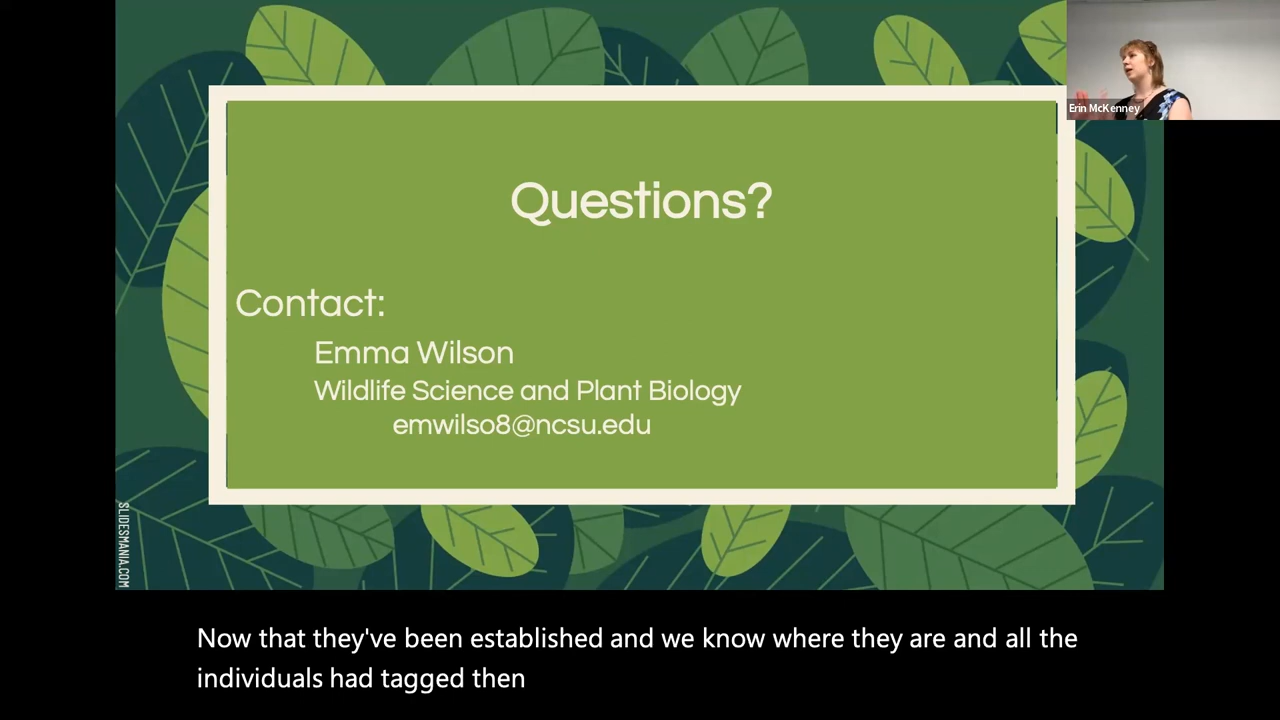 Erin McKenney
Questions?
Contact:
Emma Wilson
Wildlife Science and Plant Biology
emwilso8@ncsu.edu
SLIDESMANIA.COM
Now that they've been established and we know where they are and all the
individuals had tagged then